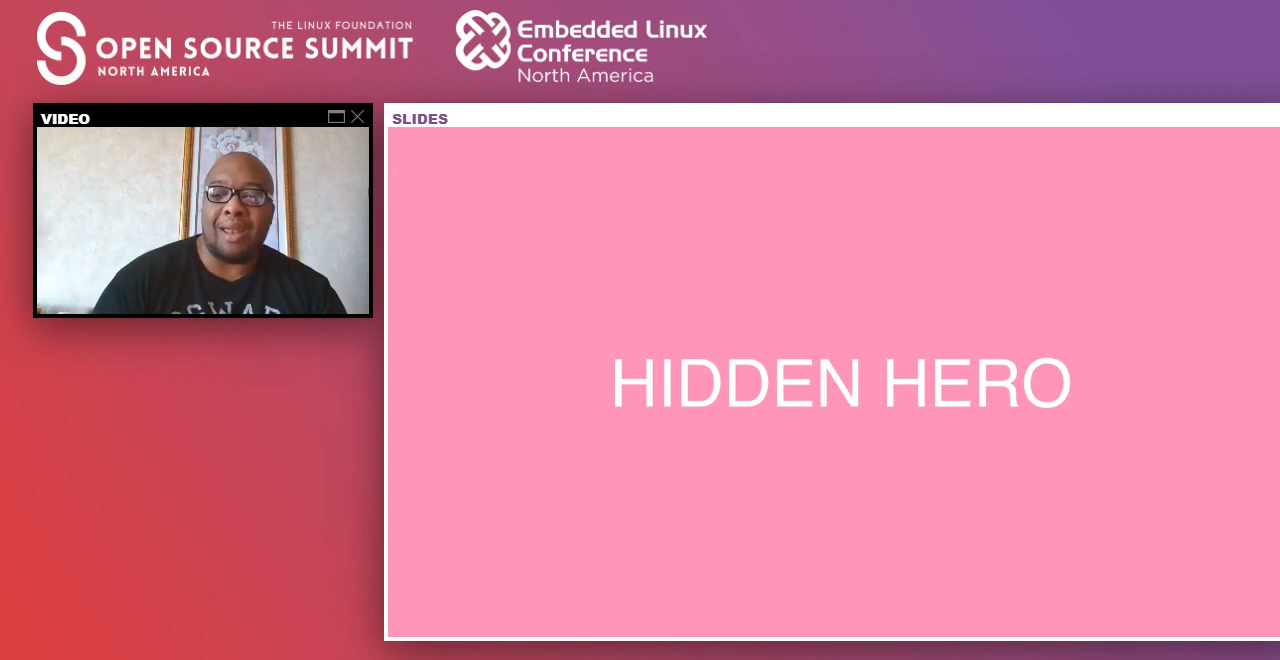 THE LINUX FOUNDATION
OPEN SOURCE SUMMIT
NORTH AMERICA
Embedded Linux
Conference
North America
VIDEO
SLIDES
HIDDEN HERO